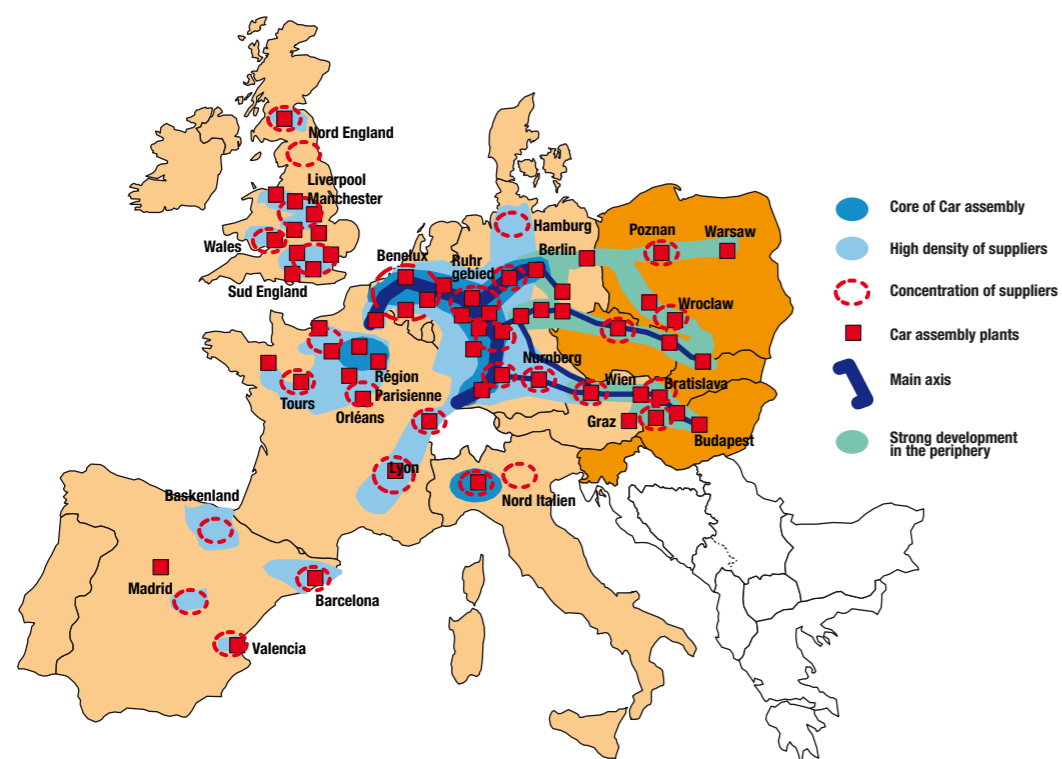 Nord England
Liverpool
Manchester
Wales
Sud England
Benelux
Ruhr
gebied
Hamburg
Berlin
Poznan
Warsaw
Wroclaw
Nurnberg
Wien
Bratislava
Graz
Budapest
Région
Parisienne
Tours
Orléans
Lyon
Nord Italien
Baskenland
Madrid
Barcelona
Valencia
Core of Car assembly
High density of suppliers
Concentration of suppliers
Car assembly plants
Main axis
Strong development
in the periphery